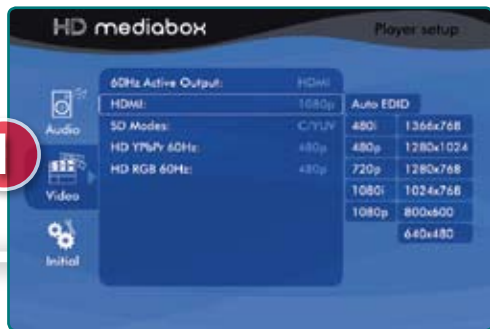 HD mediabox
Player setup
60Hz Active Output: HDMI
HDMI: 1080p
SD Modes: C/YUV
HD YPbPr 60Hz: 480p
HD RGB 60Hz: 480p
Audio
Video
Initial
Auto EDID
480i 1366x768
480p 1280x1024
720p 1280x768
1080i 1024x768
1080p 800x600
640x480